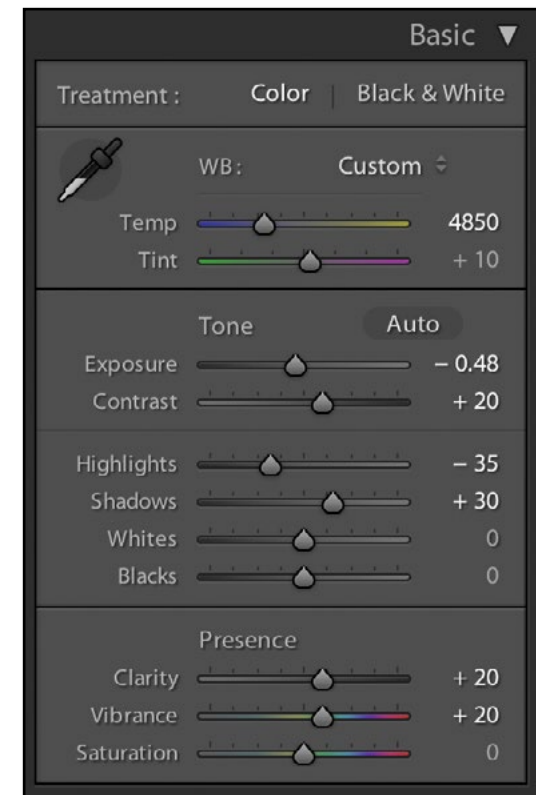 Basic ▼
Treatment : Color | Black & White
WB : Custom
Temp 4850
Tint + 10
Tone Auto
Exposure – 0.48
Contrast + 20
Highlights – 35
Shadows + 30
Whites 0
Blacks 0
Presence
Clarity + 20
Vibrance + 20
Saturation 0